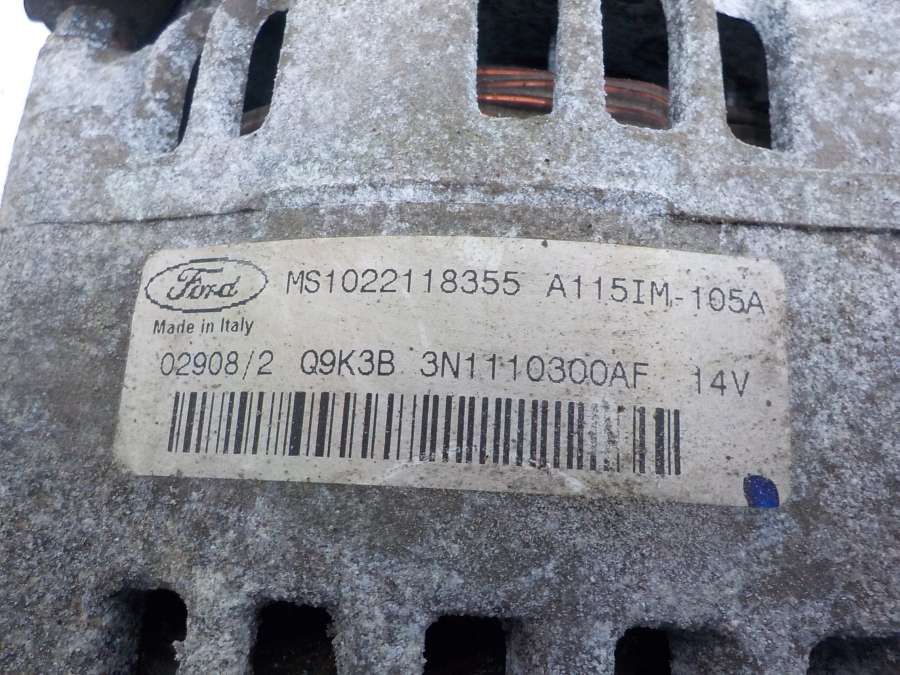 Ford MS1022118355 A115IM-105A
Made in Italy
02908/2 Q9K3B 3N1110300AF 14V